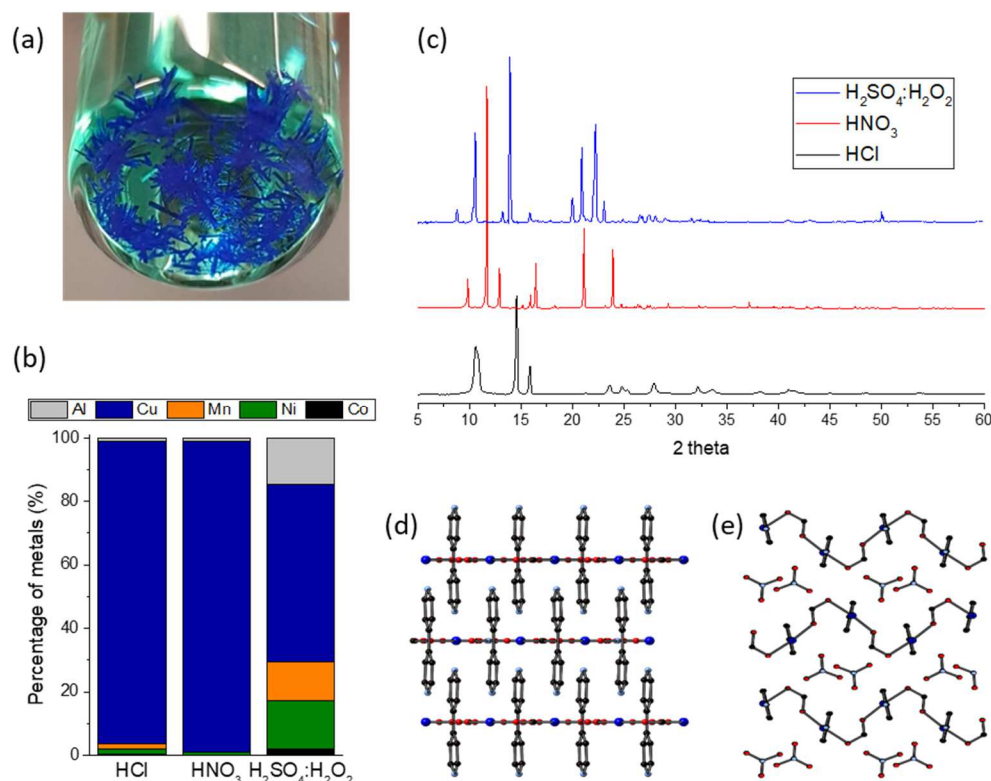 (a)
(c)
H₂SO₄:H₂O₂
HNO₃
HCl
5 10 15 20 25 30 35 40 45 50 55 60
2 theta
(b)
Al Cu Mn Ni Co
100
80
60
40
20
0
Percentage of metals (%)
HCl HNO₃ H₂SO₄:H₂O₂
(d)
(e)